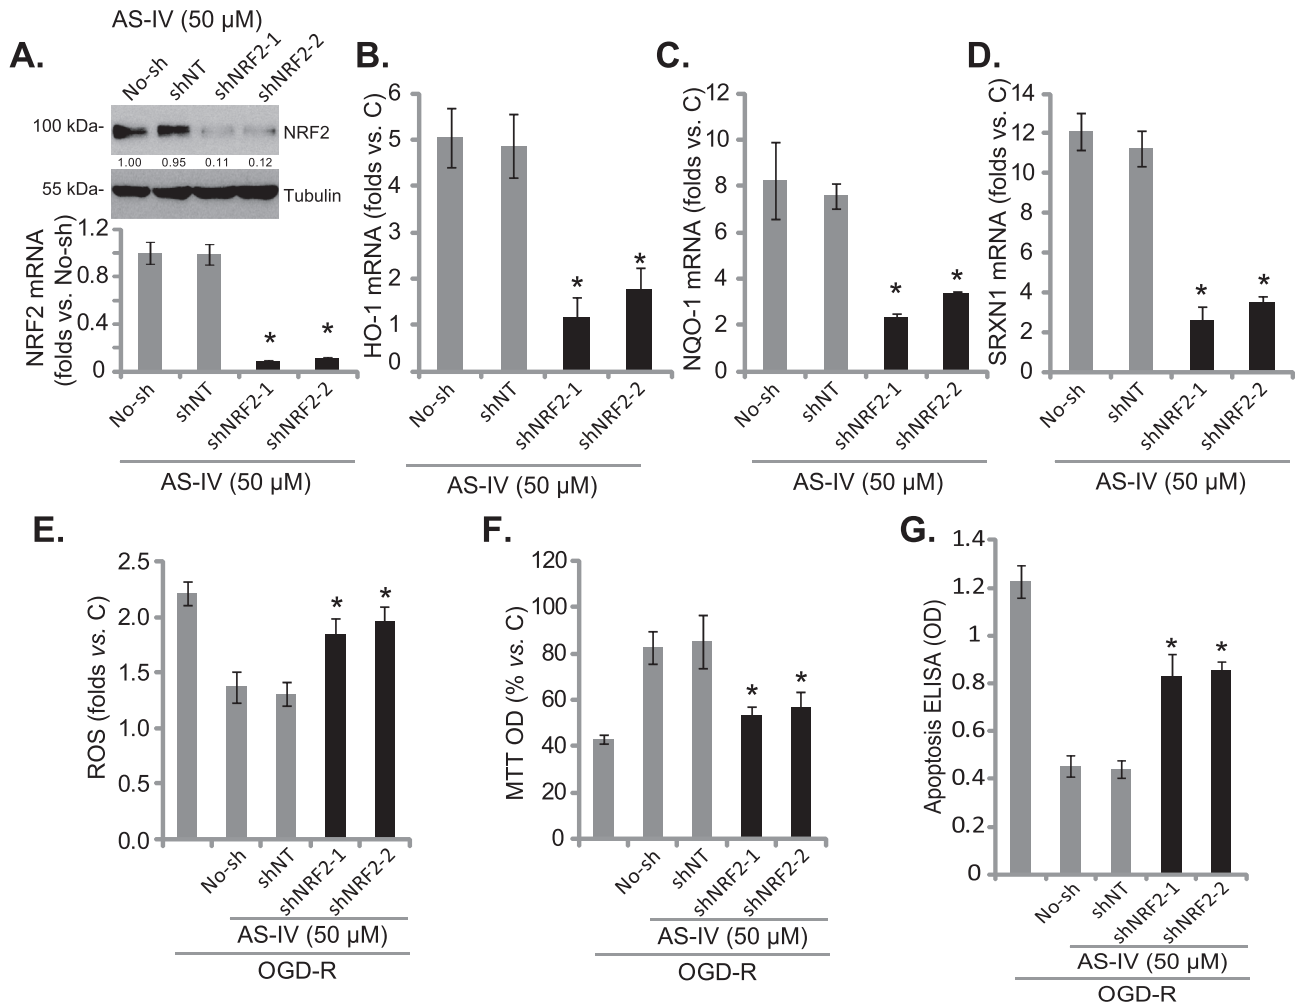 AS-IV (50 µM)
A.
No-sh
shNT
shNRF2-1
shNRF2-2
100 kDa-
NRF2
1.00 0.95 0.11 0.12
55 kDa-
Tubulin
NRF2 mRNA
(folds vs. No-sh)
1.2
0.8
0.4
0
*
*
No-sh
shNT
shNRF2-1
shNRF2-2
AS-IV (50 µM)
B.
HO-1 mRNA (folds vs. C)
6
5
4
3
2
1
0
*
*
No-sh
shNT
shNRF2-1
shNRF2-2
AS-IV (50 µM)
C.
NQO-1 mRNA (folds vs. C)
12
10
8
6
4
2
0
*
*
No-sh
shNT
shNRF2-1
shNRF2-2
AS-IV (50 µM)
D.
SRXN1 mRNA (folds vs. C)
14
12
10
8
6
4
2
0
*
*
No-sh
shNT
shNRF2-1
shNRF2-2
AS-IV (50 µM)
E.
ROS (folds vs. C)
2.5
2.0
1.5
1.0
0.5
0.0
*
*
No-sh
shNT
shNRF2-1
shNRF2-2
AS-IV (50 µM)
OGD-R
F.
MTT OD (% vs. C)
120
100
80
60
40
20
0
*
*
No-sh
shNT
shNRF2-1
shNRF2-2
AS-IV (50 µM)
OGD-R
G.
Apoptosis ELISA (OD)
1.4
1.2
1
0.8
0.6
0.4
0.2
0
*
*
No-sh
shNT
shNRF2-1
shNRF2-2
AS-IV (50 µM)
OGD-R